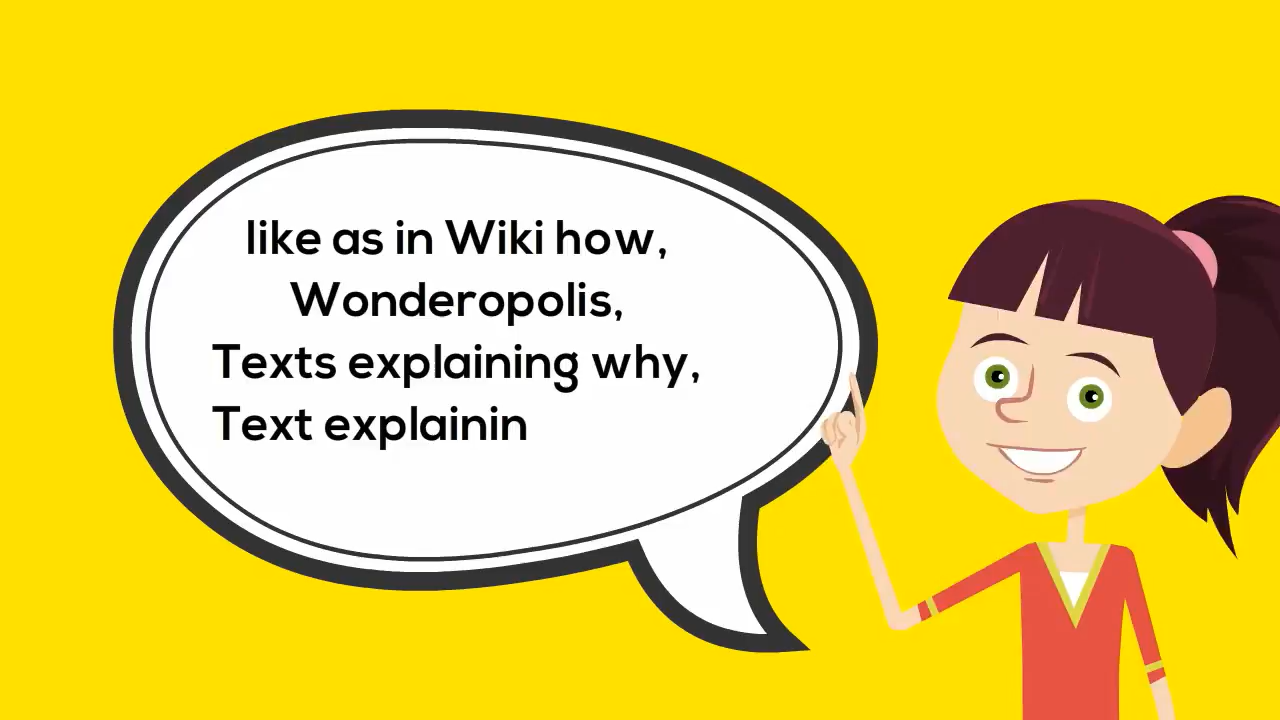 like as in Wiki how,
Wonderopolis,
Texts explaining why,
Text explainin